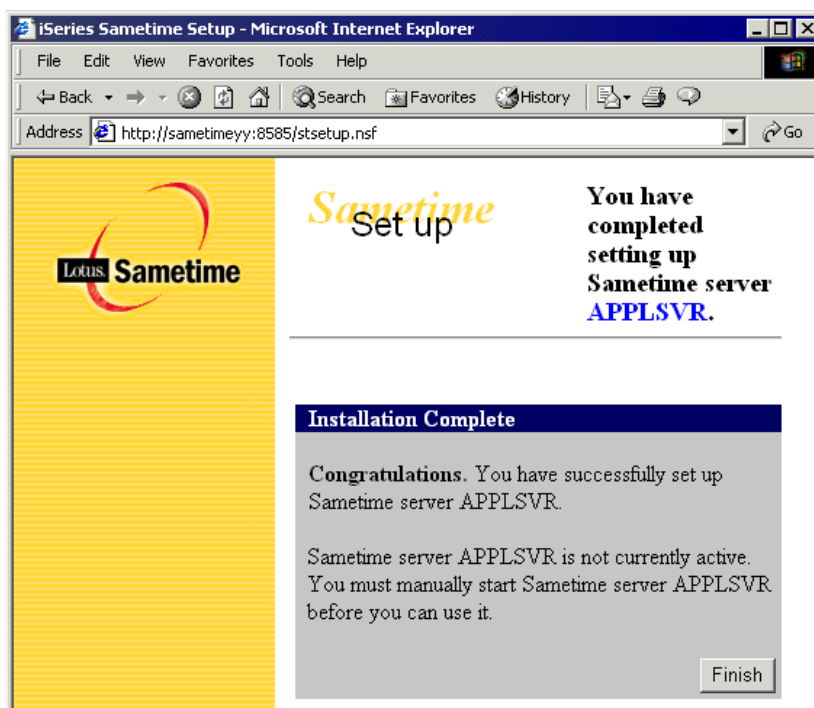 iSeries Sametime Setup - Microsoft Internet Explorer
File Edit View Favorites Tools Help
Back Search Favorites History
Address http://sametimeyy:8585/stsetup.nsf Go
Lotus. Sametime
Sametime
Set up
You have
completed
setting up
Sametime server
APPLSVR.
Installation Complete
Congratulations. You have successfully set up
Sametime server APPLSVR.
Sametime server APPLSVR is not currently active.
You must manually start Sametime server APPLSVR
before you can use it.
Finish